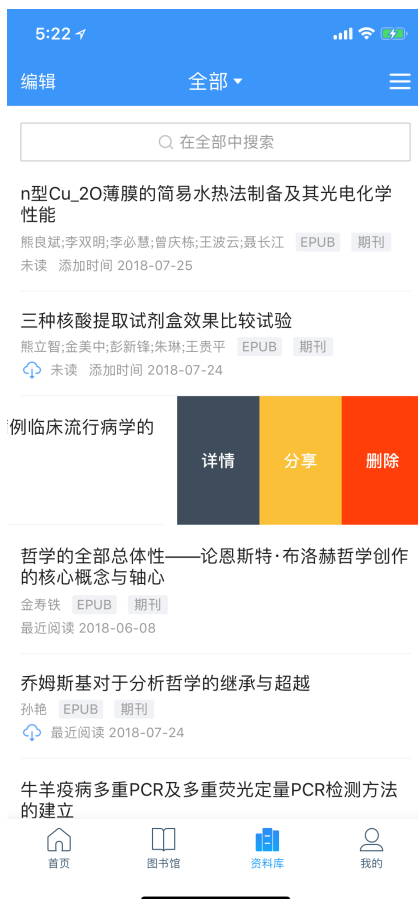 5:22
编辑
全部
在全部中搜索
n型Cu_2O薄膜的简易水热法制备及其光电化学
性能
熊良斌;李双明;李必慧;曾庆栋;王波云;聂长江 EPUB 期刊
未读 添加时间 2018-07-25
三种核酸提取试剂盒效果比较试验
熊立智;金美中;彭新锋;朱琳;王贵平 EPUB 期刊
未读 添加时间 2018-07-24
例临床流行病学的
详情 分享 删除
哲学的全部总体性——论恩斯特·布洛赫哲学创作
的核心概念与轴心
金寿铁 EPUB 期刊
最近阅读 2018-06-08
乔姆斯基对于分析哲学的继承与超越
孙艳 EPUB 期刊
最近阅读 2018-07-24
牛羊疫病多重PCR及多重荧光定量PCR检测方法
的建立
首页 图书馆 资料库 我的